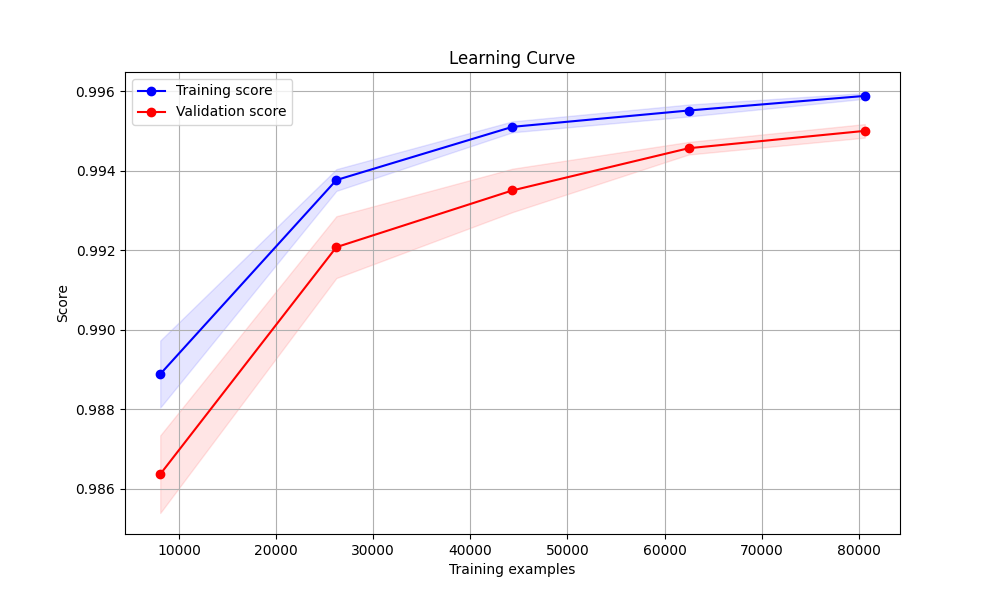 Learning Curve
Training score
Validation score
0.996
0.994
0.992
0.990
0.988
0.986
Score
10000 20000 30000 40000 50000 60000 70000 80000
Training examples